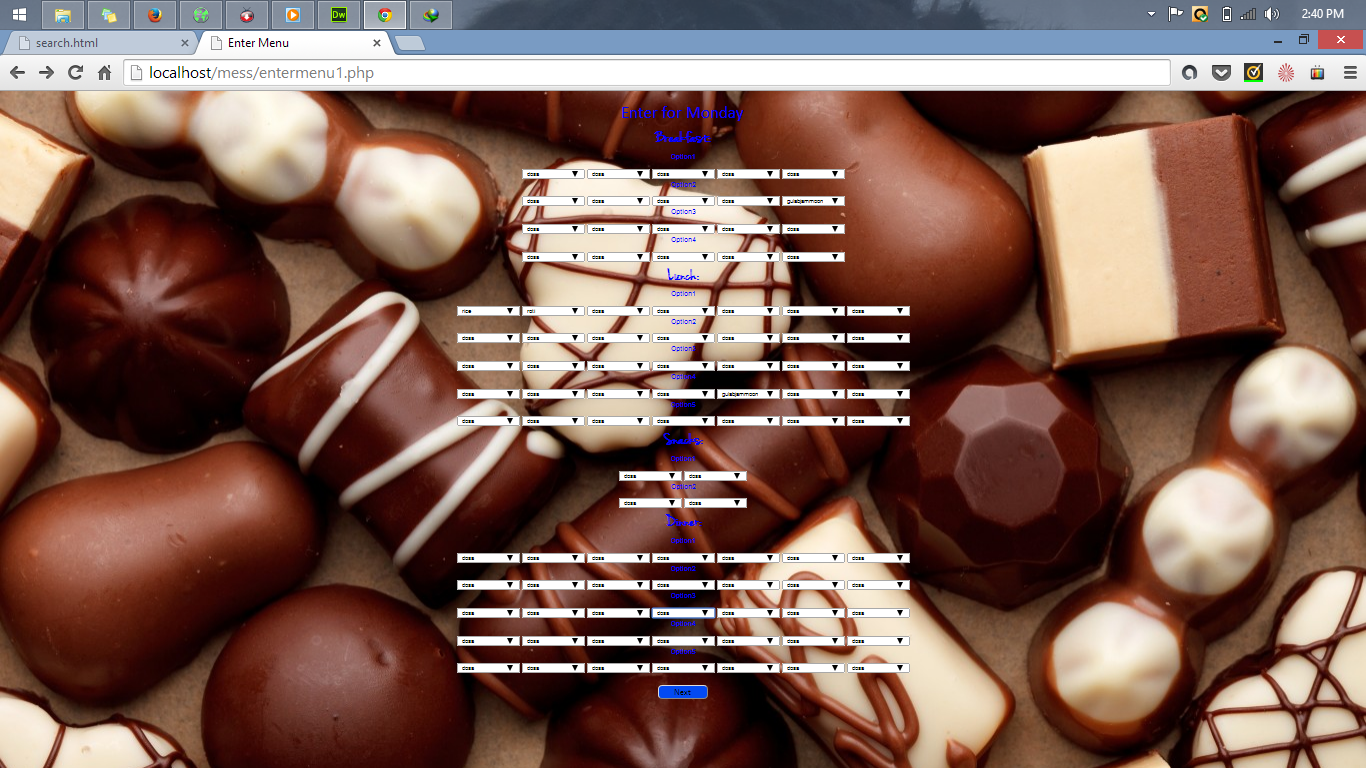 2:40 PM
search.html
Enter Menu
localhost/mess/entermenu1.php
Enter for Monday
Break fast:
Option1
dosa dosa dosa dosa dosa
Option2
dosa dosa dosa dosa gulabjammoon
Option3
dosa dosa dosa dosa dosa
Option4
dosa dosa dosa dosa dosa
Lunch:
Option1
rice roti dosa dosa dosa dosa dosa
Option2
dosa dosa dosa dosa dosa dosa dosa
Option3
dosa dosa dosa dosa dosa dosa dosa
Option4
dosa dosa dosa dosa gulabjammoon dosa dosa
Option5
dosa dosa dosa dosa dosa dosa dosa
Snacks:
Option1
dosa dosa
Option2
dosa dosa
Dinner:
Option1
dosa dosa dosa dosa dosa dosa dosa
Option2
dosa dosa dosa dosa dosa dosa dosa
Option3
dosa dosa dosa dosa dosa dosa dosa
Option4
dosa dosa dosa dosa dosa dosa dosa
Option5
dosa dosa dosa dosa dosa dosa dosa
Next